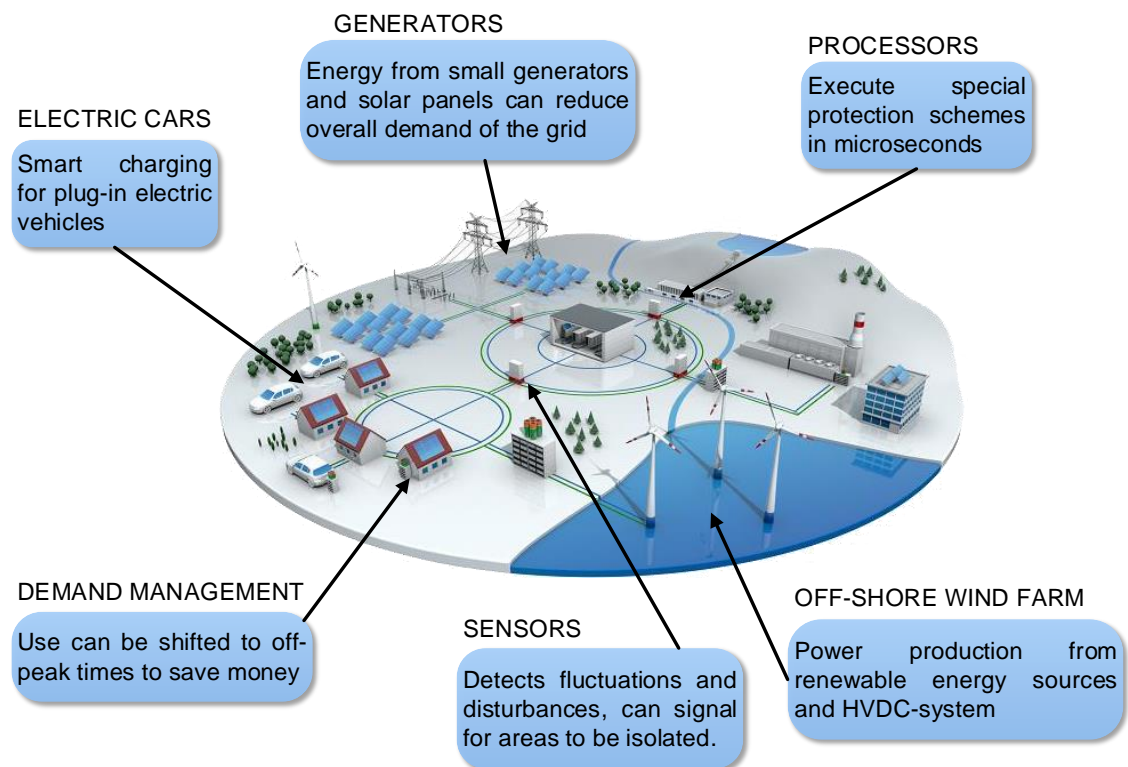 GENERATORS
Energy from small generators
and solar panels can reduce
overall demand of the grid
PROCESSORS
Execute special
protection schemes
in microseconds
ELECTRIC CARS
Smart charging
for plug-in electric
vehicles
DEMAND MANAGEMENT
Use can be shifted to off-
peak times to save money
SENSORS
Detects fluctuations and
disturbances, can signal
for areas to be isolated.
OFF-SHORE WIND FARM
Power production from
renewable energy sources
and HVDC-system